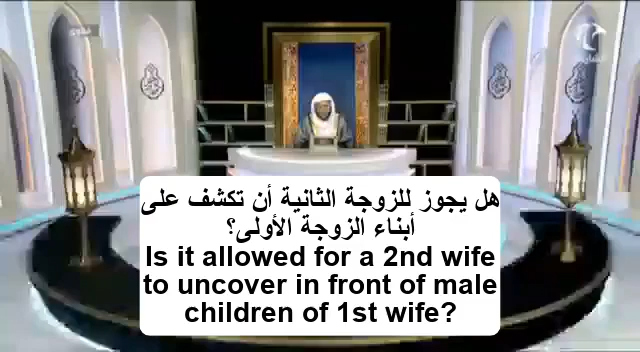 فتاوى
هل يجوز للزوجة الثانية أن تكشف على
أبناء الزوجة الأولى؟
Is it allowed for a 2nd wife
to uncover in front of male
children of 1st wife?